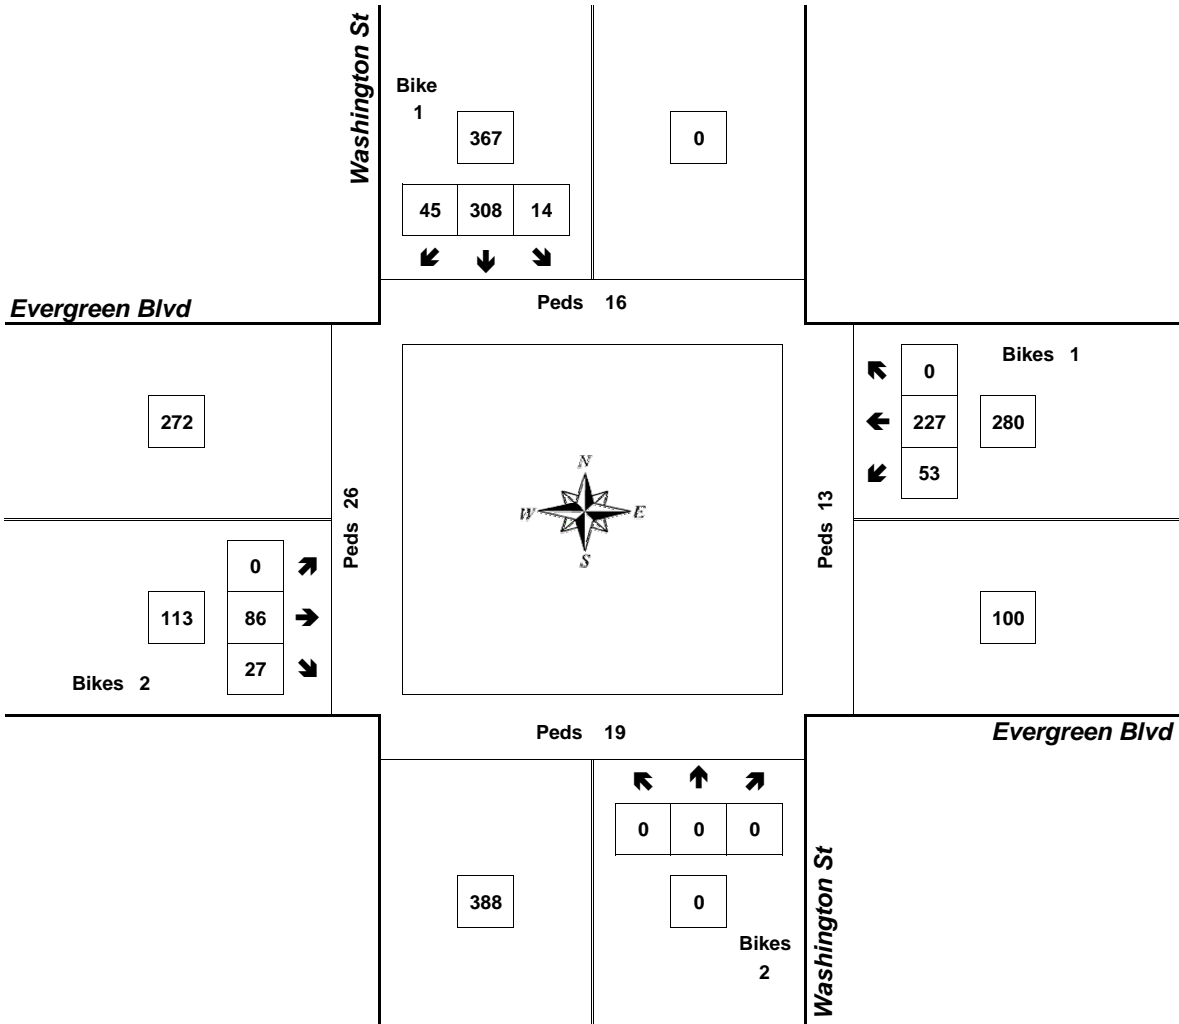 Washington St
Bike
1
367
0
45 308 14
Evergreen Blvd
Peds 16
0
Bikes 1
272
227
280
53
N
W E
S
Peds 26
Peds 13
0
113
86
100
27
Bikes 2
Peds 19
Evergreen Blvd
0 0 0
388
0
Bikes
2
Washington St